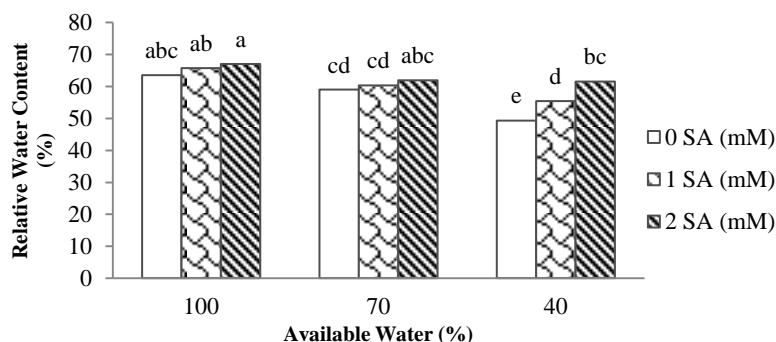 80
70
60
50
40
30
20
10
0
Relative Water Content
(%)
abc ab a
cd cd abc
e d bc
100 70 40
Available Water (%)
0 SA (mM)
1 SA (mM)
2 SA (mM)